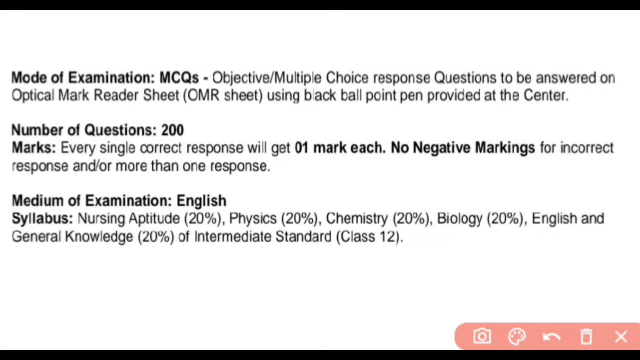 Mode of Examination: MCQs - Objective/Multiple Choice response Questions to be answered on
Optical Mark Reader Sheet (OMR sheet) using black ball point pen provided at the Center.
Number of Questions: 200
Marks: Every single correct response will get 01 mark each. No Negative Markings for incorrect
response and/or more than one response.
Medium of Examination: English
Syllabus: Nursing Aptitude (20%), Physics (20%), Chemistry (20%), Biology (20%), English and
General Knowledge (20%) of Intermediate Standard (Class 12).